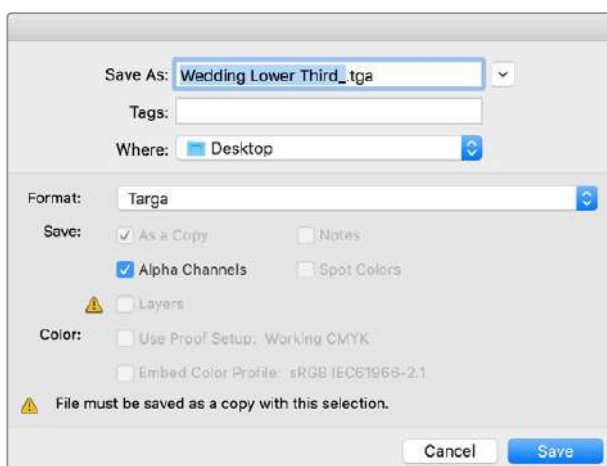 Save As: Wedding Lower Third_.tga
Tags:
Where: Desktop
Format: Targa
Save: As a Copy Notes
Alpha Channels Spot Colors
Layers
Color: Use Proof Setup: Working CMYK
Embed Color Profile: sRGB IEC61966-2.1
File must be saved as a copy with this selection.
Cancel Save